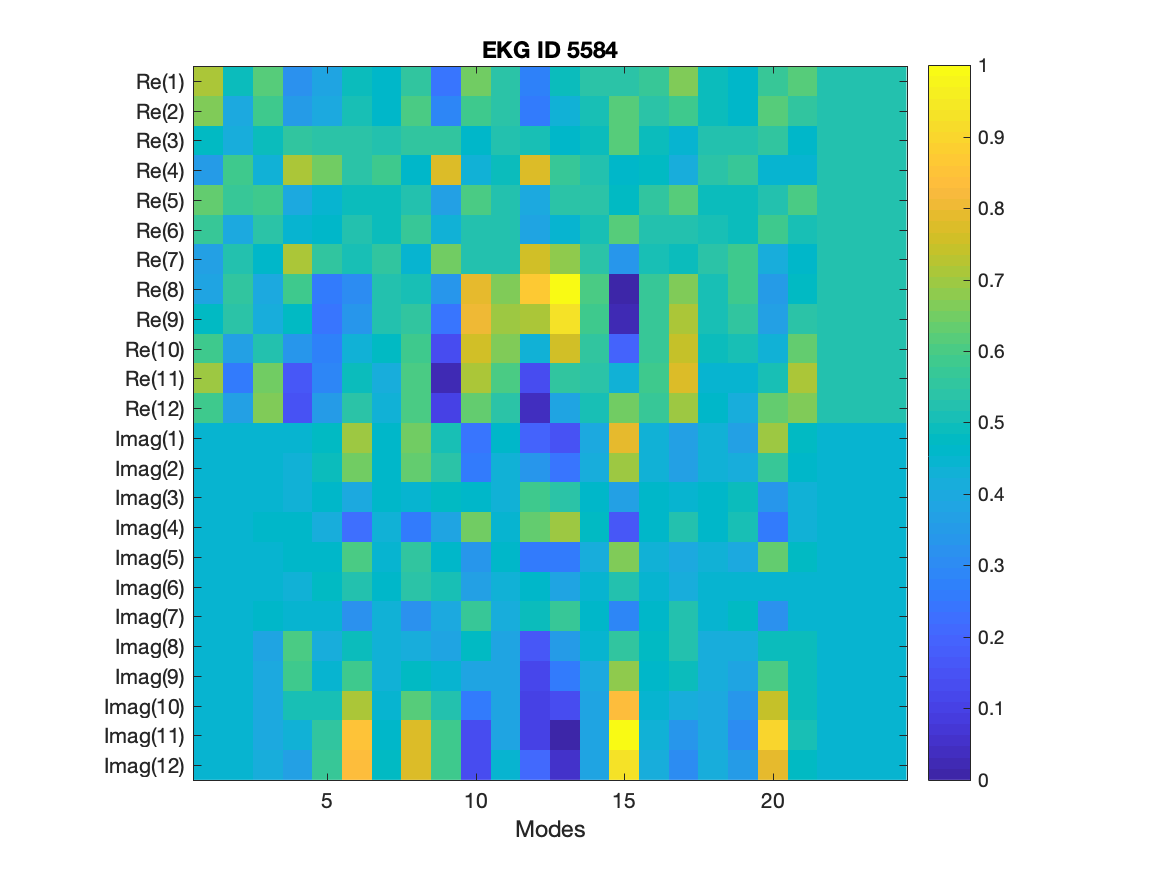 EKG ID 5584
Re(1)
Re(2)
Re(3)
Re(4)
Re(5)
Re(6)
Re(7)
Re(8)
Re(9)
Re(10)
Re(11)
Re(12)
Imag(1)
Imag(2)
Imag(3)
Imag(4)
Imag(5)
Imag(6)
Imag(7)
Imag(8)
Imag(9)
Imag(10)
Imag(11)
Imag(12)
5 10 15 20
Modes
1
0.9
0.8
0.7
0.6
0.5
0.4
0.3
0.2
0.1
0